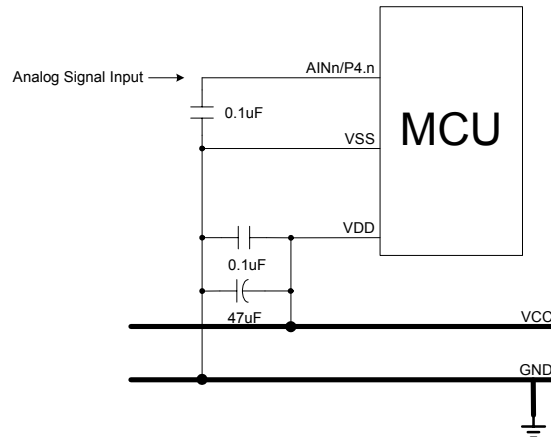 AINn/P4.n
Analog Signal Input
0.1uF
MCU
VSS
VDD
0.1uF
47uF
VCC
GND